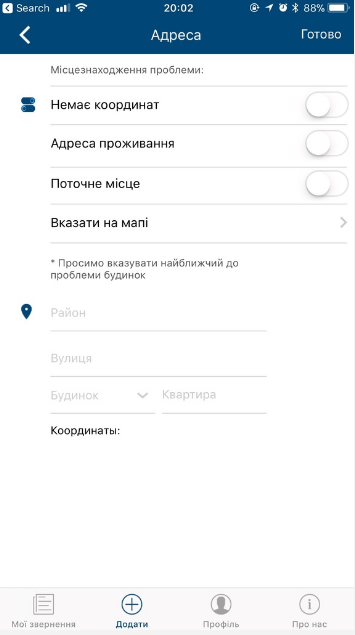 Search 20:02 88%
Адреса Готово
Місцезнаходження проблеми:
Немає координат
Адреса проживання
Поточне місце
Вказати на мапі
* Просимо вказувати найближчий до
проблеми будинок
Район
Вулиця
Будинок Квартира
Координаты:
Мої звернення Додати Профіль Про нас